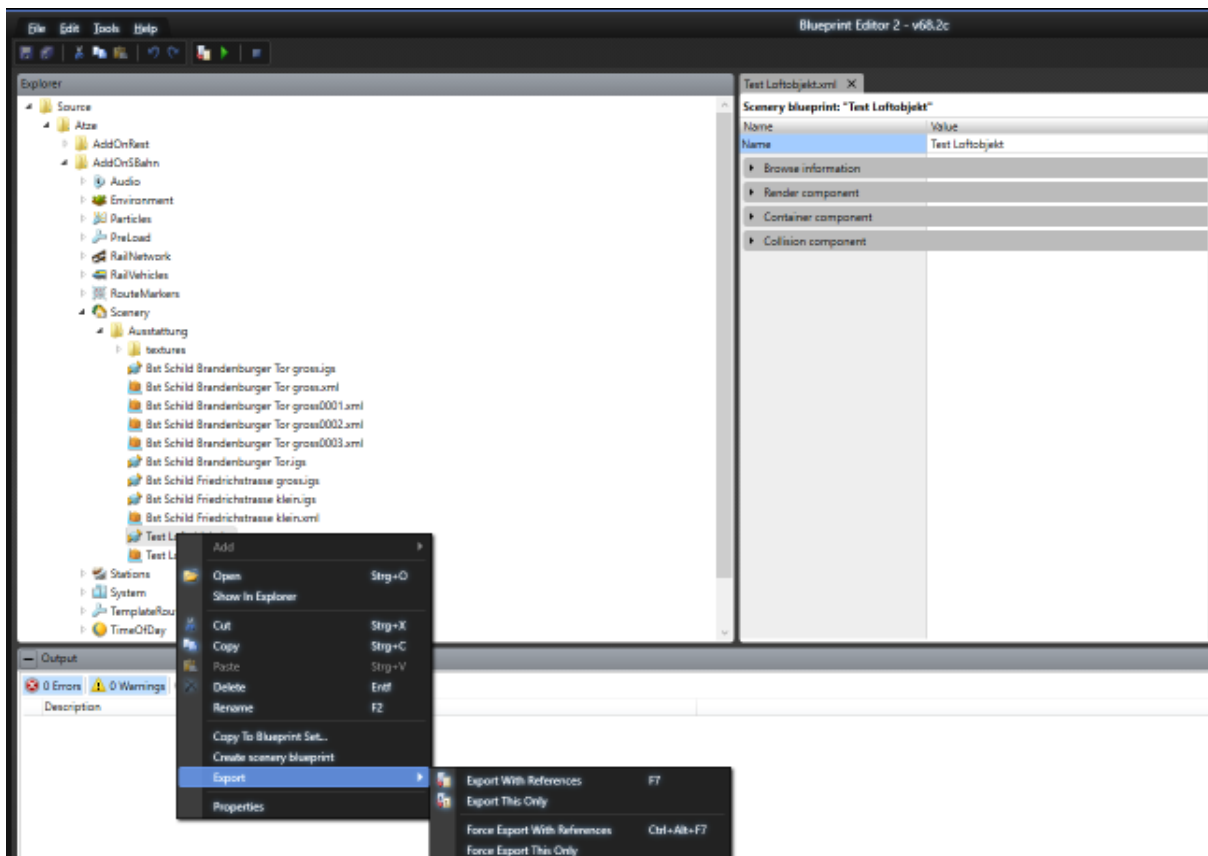 File Edit Tools Help
Blueprint Editor 2 - v68.2c
Explorer
Source
Atze
AddOnRest
AddOnSBahn
Audio
Environment
Particles
PreLoad
RailNetwork
RailVehicles
RouteMarkers
Scenery
Ausstattung
textures
Bst Schild Brandenburger Tor gross.igs
Bst Schild Brandenburger Tor gross.xml
Bst Schild Brandenburger Tor gross0001.xml
Bst Schild Brandenburger Tor gross0002.xml
Bst Schild Brandenburger Tor gross0003.xml
Bst Schild Brandenburger Tor.igs
Bst Schild Friedrichstrasse gross.igs
Bst Schild Friedrichstrasse klein.igs
Bst Schild Friedrichstrasse klein.xml
Test
Test
Stations
System
TimeOfDay
Test Loftobjekt.xml X
Scenery blueprint: "Test Loftobjekt"
Name Value
Name Test Loftobjekt
Browse information
Render component
Container component
Collision component
Add
Open Strg+O
Show In Explorer
Cut Strg+X
Copy Strg+C
Paste Strg+V
Delete Entf
Rename F2
Copy To Blueprint Set...
Create scenery blueprint
Export
Properties
Export With References F7
Export This Only
Force Export With References Ctrl+Alt+F7
Force Export This Only
Output
0 Errors 0 Warnings
Description